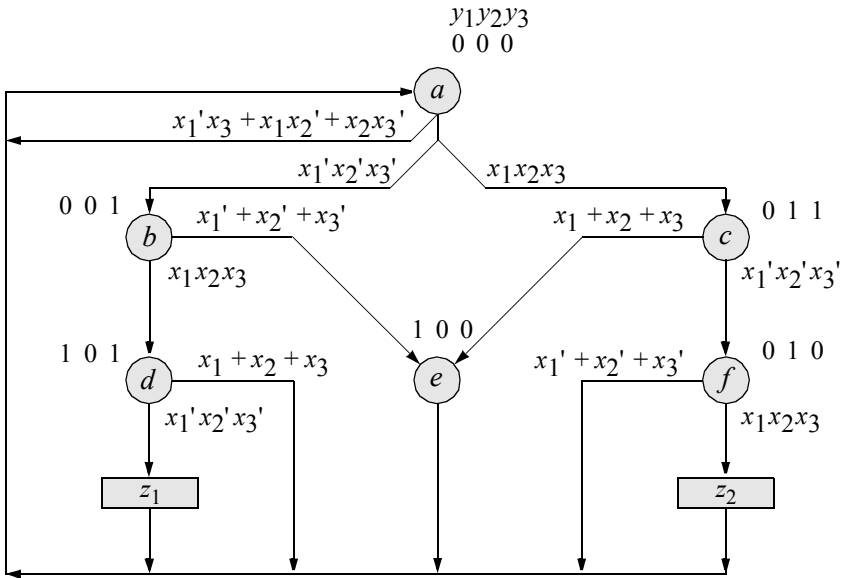 y₁y₂y₃
0 0 0
a
x₁'x₃ + x₁x₂' + x₂x₃'
x₁'x₂'x₃'
x₁x₂x₃
0 0 1
x₁' + x₂' + x₃'
x₁ + x₂ + x₃
0 1 1
b
c
x₁x₂x₃
x₁'x₂'x₃'
1 0 0
1 0 1
x₁ + x₂ + x₃
x₁' + x₂' + x₃'
0 1 0
d
e
f
x₁'x₂'x₃'
x₁x₂x₃
z₁
z₂